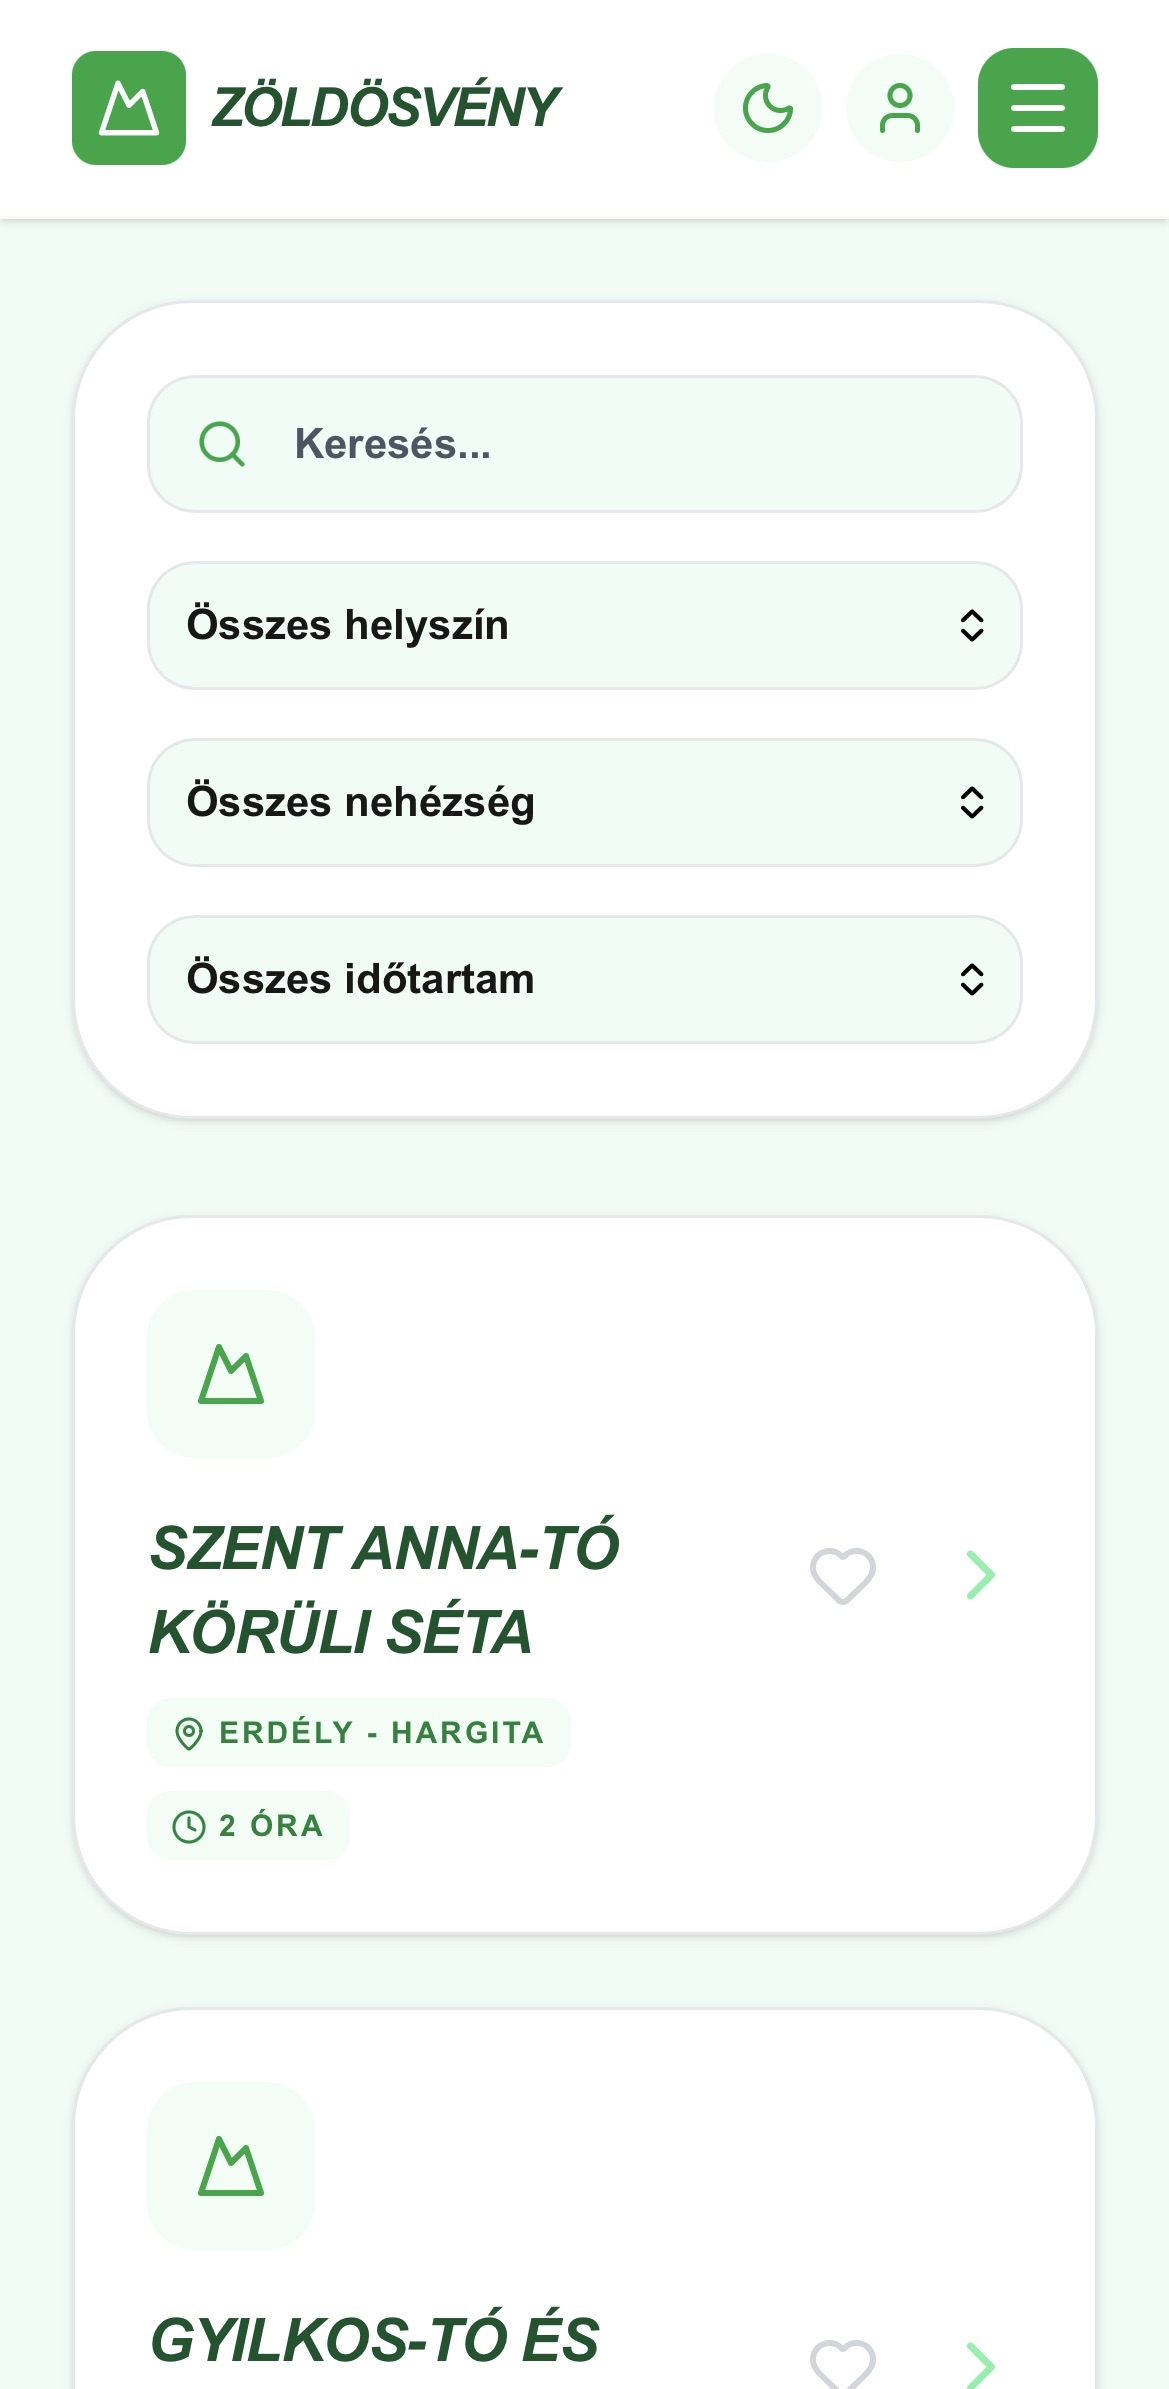 ZÖLDÖSVÉNY
Keresés...
Összes helyszín
Összes nehézség
Összes időtartam
SZENT ANNA-TÓ
KÖRÜLI SÉTA
ERDÉLY - HARGITA
2 ÓRA
GYILKOS-TÓ ÉS